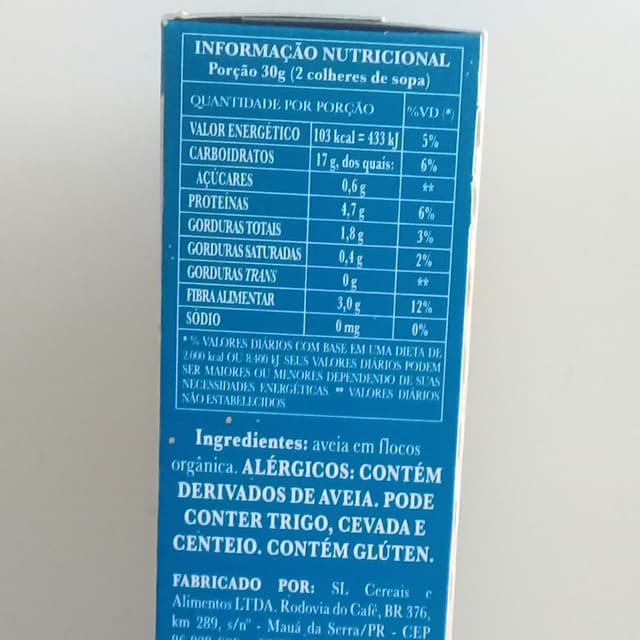 INFORMAÇÃO NUTRICIONAL
Porção 30g (2 colheres de sopa)
QUANTIDADE POR PORÇÃO %VD (*)
VALOR ENERGÉTICO 103 kcal = 433 kJ 5%
CARBOIDRATOS 17 g, dos quais: 6%
AÇÚCARES 0,6 g **
PROTEÍNAS 4,7 g 6%
GORDURAS TOTAIS 1,8 g 3%
GORDURAS SATURADAS 0,4 g 2%
GORDURAS TRANS 0 g **
FIBRA ALIMENTAR 3,0 g 12%
SÓDIO 0 mg 0%
* % VALORES DIÁRIOS COM BASE EM UMA DIETA DE
2.000 kcal OU 8.400 kJ. SEUS VALORES DIÁRIOS PODEM
SER MAIORES OU MENORES DEPENDENDO DE SUAS
NECESSIDADES ENERGÉTICAS. ** VALORES DIÁRIOS
NÃO ESTABELECIDOS
Ingredientes: aveia em flocos
orgânica. ALÉRGICOS: CONTÉM
DERIVADOS DE AVEIA. PODE
CONTER TRIGO, CEVADA E
CENTEIO. CONTÉM GLÚTEN.
FABRICADO POR: SL Cereais e
Alimentos LTDA. Rodovia do Café, BR 376,
km 289, s/nº - Mauá da Serra/PR - CEP